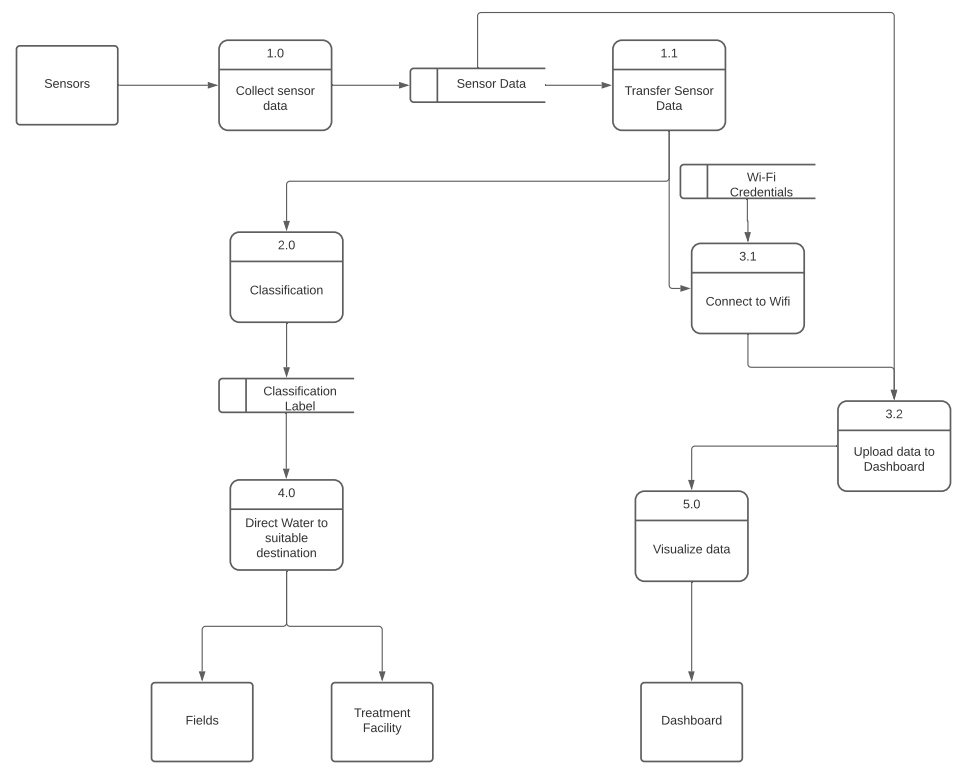 Sensors
1.0
Collect sensor
data
Sensor Data
1.1
Transfer Sensor
Data
Wi-Fi
Credentials
2.0
Classification
3.1
Connect to Wifi
Classification
Label
3.2
Upload data to
Dashboard
4.0
Direct Water to
suitable
destination
5.0
Visualize data
Fields
Treatment
Facility
Dashboard